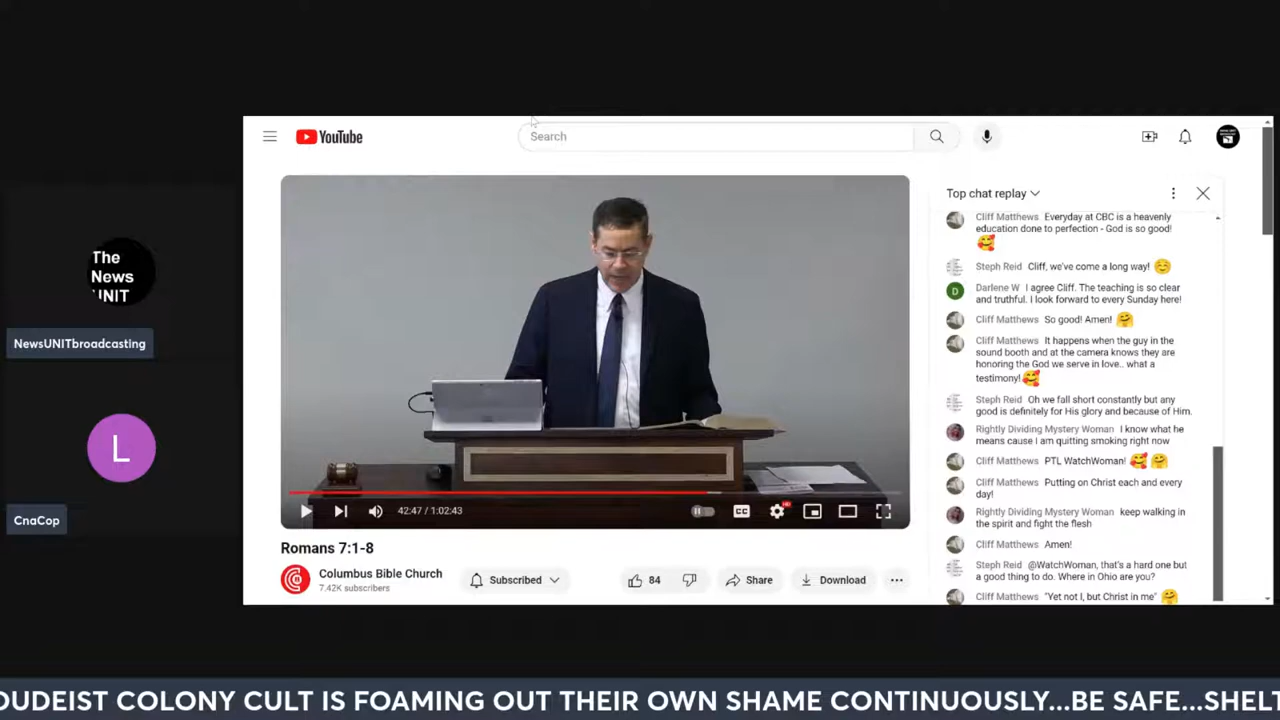 The
News
UNIT
NewsUNITbroadcasting
L
CnaCop
YouTube
Search
42:47 / 1:02:43
CC
HD
Romans 7:1-8
Columbus Bible Church
7.42K subscribers
Subscribed
84
Share
Download
Top chat replay
Cliff Matthews Everyday at CBC is a heavenly
education done to perfection - God is so good!
Steph Reid Cliff, we've come a long way!
D
Darlene W I agree Cliff. The teaching is so clear
and truthful. I look forward to every Sunday here!
Cliff Matthews So good! Amen!
Cliff Matthews It happens when the guy in the
sound booth and at the camera knows they are
honoring the God we serve in love.. what a
testimony!
Steph Reid Oh we fall short constantly but any
good is definitely for His glory and because of Him.
Rightly Dividing Mystery Woman I know what he
means cause I am quitting smoking right now
Cliff Matthews PTL WatchWoman!
Cliff Matthews Putting on Christ each and every
day!
Rightly Dividing Mystery Woman keep walking in
the spirit and fight the flesh
Cliff Matthews Amen!
Steph Reid @WatchWoman, that's a hard one but
a good thing to do. Where in Ohio are you?
Cliff Matthews "Yet not I, but Christ in me"
OUDEIST COLONY CULT IS FOAMING OUT THEIR OWN SHAME CONTINUOUSLY...BE SAFE...SHELT